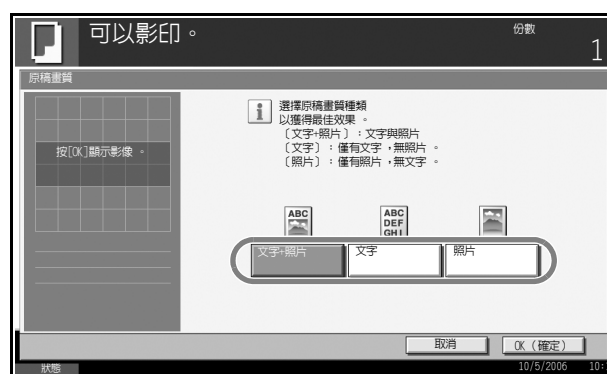 可以影印。
份數
1
原稿畫質
按[OK]顯示影像。
選擇原稿畫質種類
以獲得最佳效果。
〔文字+照片〕：文字與照片
〔文字〕：僅有文字，無照片。
〔照片〕：僅有照片，無文字。
ABC
ABC
DEF
GHI
文字+照片
文字
照片
取消
OK（確定）
狀態
10/5/2006
10: